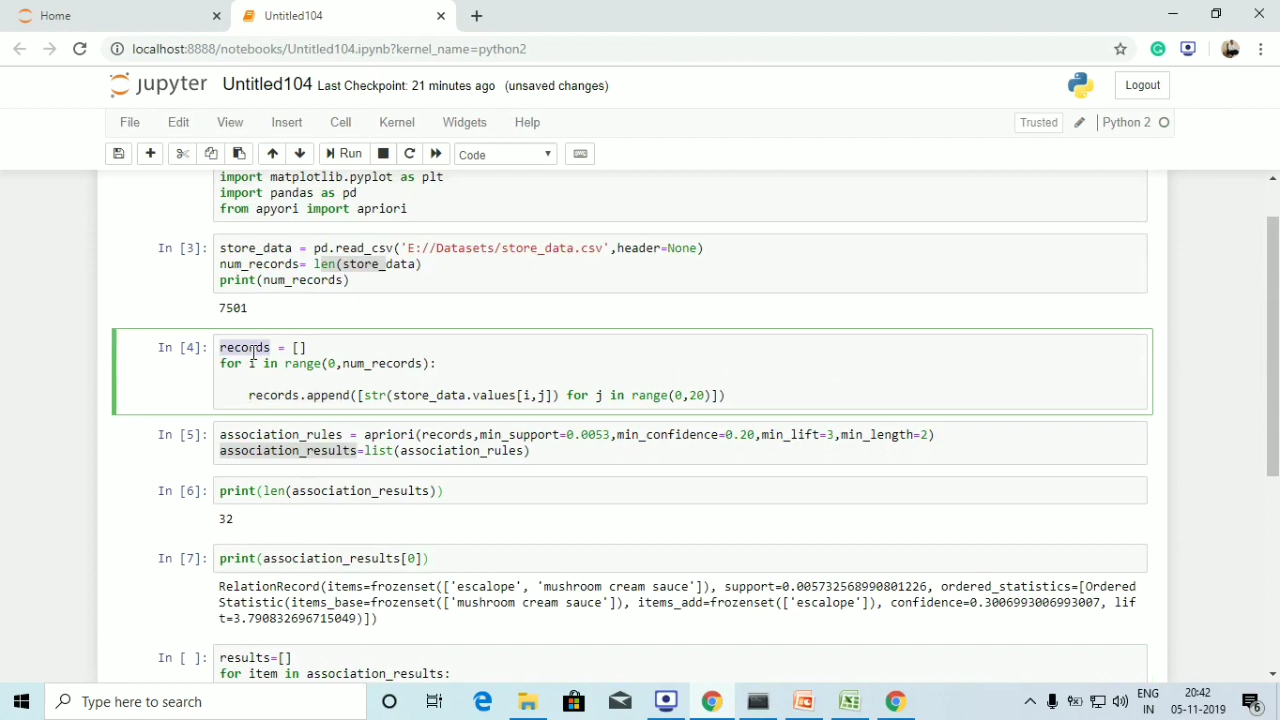 Home
Untitled104
localhost:8888/notebooks/Untitled104.ipynb?kernel_name=python2
jupyter Untitled104 Last Checkpoint: 21 minutes ago (unsaved changes)
Logout
File Edit View Insert Cell Kernel Widgets Help
Trusted Python 2
Run Code
import matplotlib.pyplot as plt
import pandas as pd
from apyori import apriori
In [3]: store_data = pd.read_csv('E://Datasets/store_data.csv',header=None)
num_records= len(store_data)
print(num_records)
7501
In [4]: records = []
for i in range(0,num_records):
records.append([str(store_data.values[i,j]) for j in range(0,20)])
In [5]: association_rules = apriori(records,min_support=0.0053,min_confidence=0.20,min_lift=3,min_length=2)
association_results=list(association_rules)
In [6]: print(len(association_results))
32
In [7]: print(association_results[0])
RelationRecord(items=frozenset(['escalope', 'mushroom cream sauce']), support=0.005732568990801226, ordered_statistics=[Ordered
Statistic(items_base=frozenset(['mushroom cream sauce']), items_add=frozenset(['escalope']), confidence=0.3006993006993007, lif
t=3.790832696715049)])
In [ ]: results=[]
for item in association_results:
Type here to search
ENG
IN
20:42
05-11-2019
6